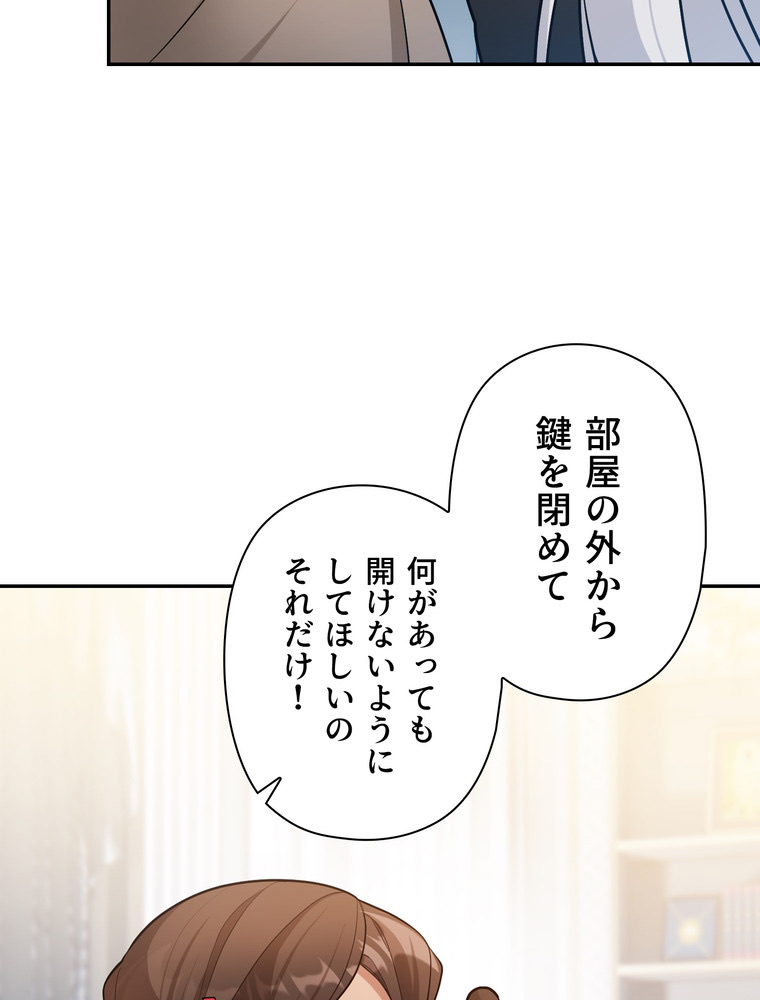 部屋の外から
鍵を閉めて
何があっても
開けないように
してほしいの
それだけ！